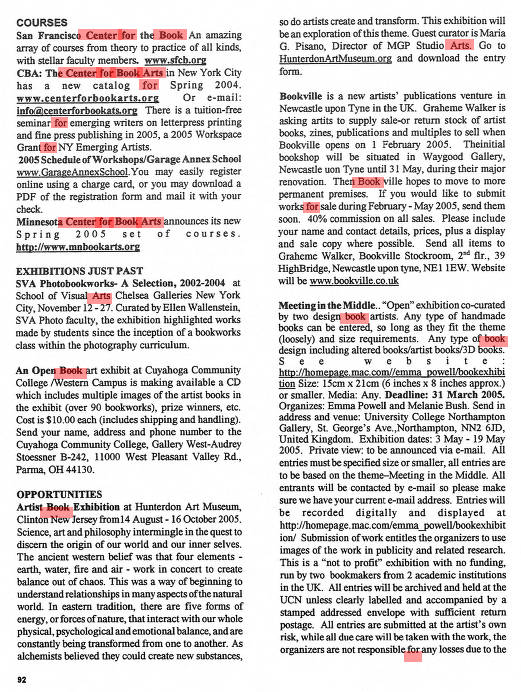 COURSES
San Francisco Center for the Book An amazing
array of courses from theory to practice of all kinds,
with stellar faculty members. www.sfcb.org
CBA: The Center for Book Arts in New York City
has a new catalog for Spring 2004.
www.centerforbookarts.org Or e-mail:
info@centerforbookats.org. There is a tuition-free
seminar for emerging writers on letterpress printing
and fine press publishing in 2005, a 2005 Workspace
Grant for NY Emerging Artists.
2005 Schedule of Workshops/Garage Annex School
www.GarageAnnexSchool. You may easily register
online using a charge card, or you may download a
PDF of the registration form and mail it with your
check.
Minnesota Center for Book Arts announces its new
Spring 2005 set of courses.
http://www.mnbookarts.org
EXHIBITIONS JUST PAST
SVA Photobookworks- A Selection, 2002-2004 at
School of Visual Arts Chelsea Galleries New York
City, November 12 - 27. Curated by Ellen Wallenstein,
SVA Photo faculty, the exhibition highlighted works
made by students since the inception of a bookworks
class within the photography curriculum.
An Open Book art exhibit at Cuyahoga Community
College /Western Campus is making available a CD
which includes multiple images of the artist books in
the exhibit (over 90 bookworks), prize winners, etc.
Cost is $10.00 each (includes shipping and handling).
Send your name, address and phone number to the
Cuyahoga Community College, Gallery West-Audrey
Stoessner B-242, 11000 West Pleasant Valley Rd.,
Parma, OH 44130.
OPPORTUNITIES
Artist Book Exhibition at Hunterdon Art Museum,
Clinton New Jersey from14 August - 16 October 2005.
Science, art and philosophy intermingle in the quest to
discern the origin of our world and our inner selves.
The ancient western belief was that four elements -
earth, water, fire and air - work in concert to create
balance out of chaos. This was a way of beginning to
understand relationships in many aspects of the natural
world. In eastern tradition, there are five forms of
energy, or forces of nature, that interact with our whole
physical, psychological and emotional balance, and are
constantly being transformed from one to another. As
alchemists believed they could create new substances,
92
so do artists create and transform. This exhibition will
be an exploration of this theme. Guest curator is Maria
G. Pisano, Director of MGP Studio Arts. Go to
HunterdonArtMuseum.org and download the entry
form.
Bookville is a new artists' publications venture in
Newcastle upon Tyne in the UK. Graheme Walker is
asking artits to supply sale-or return stock of artist
books, zines, publications and multiples to sell when
Bookville opens on 1 February 2005. Theinitial
bookshop will be situated in Waygood Gallery,
Newcastle uon Tyne until 31 May, during their major
renovation. Then Book ville hopes to move to more
permanent premises. If you would like to submit
works for sale during February - May 2005, send them
soon. 40% commission on all sales. Please include
your name and contact details, prices, plus a display
and sale copy where possible. Send all items to
Graheme Walker, Bookville Stockroom, 2nd flr., 39
HighBridge, Newcastle upon tyne, NE1 1EW. Website
will be www.bookville.co.uk
Meeting in the Middle.. "Open" exhibition co-curated
by two design book artists. Any type of handmade
books can be entered, so long as they fit the theme
(loosely) and size requirements. Any type of book
design including altered books/artist books/3D books.
See website:
http://homepage.mac.com/emma_powell/bookexhibi
tion Size: 15cm x 21cm (6 inches x 8 inches approx.)
or smaller. Media: Any. Deadline: 31 March 2005.
Organizes: Emma Powell and Melanie Bush. Send in
address and venue: University College Northampton
Gallery, St. George's Ave.,Northampton, NN2 6JD,
United Kingdom. Exhibition dates: 3 May - 19 May
2005. Private view: to be announced via e-mail. All
entries must be specified size or smaller, all entries are
to be based on the theme–Meeting in the Middle. All
entrants will be contacted by e-mail so please make
sure we have your current e-mail address. Entries will
be recorded digitally and displayed at
http://homepage.mac.com/emma_powell/bookexhibit
ion/ Submission of work entitles the organizers to use
images of the work in publicity and related research.
This is a "not to profit" exhibition with no funding,
run by two bookmakers from 2 academic institutions
in the UK. All entries will be archived and held at the
UCN unless clearly labelled and accompanied by a
stamped addressed envelope with sufficient return
postage. All entries are submitted at the artist's own
risk, while all due care will be taken with the work, the
organizers are not responsible for any losses due to the